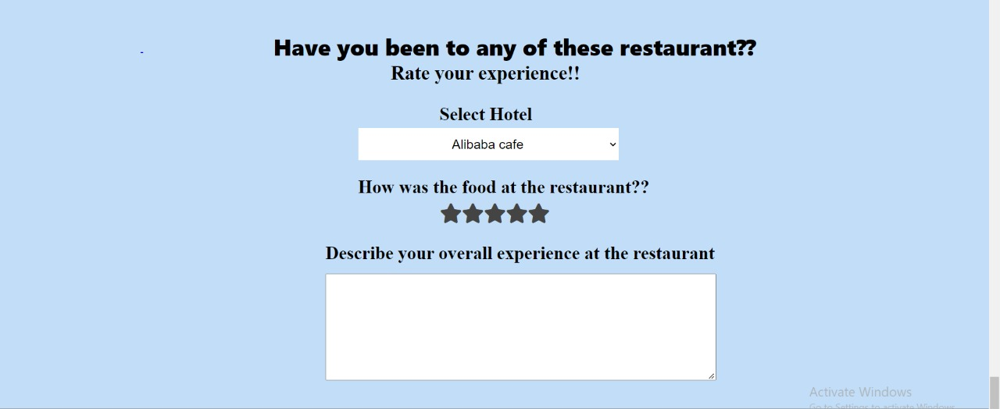 Have you been to any of these restaurant??
Rate your experience!!
Select Hotel
Alibaba cafe
How was the food at the restaurant??
Describe your overall experience at the restaurant
Activate Windows
Go to Settings to activate Windows.